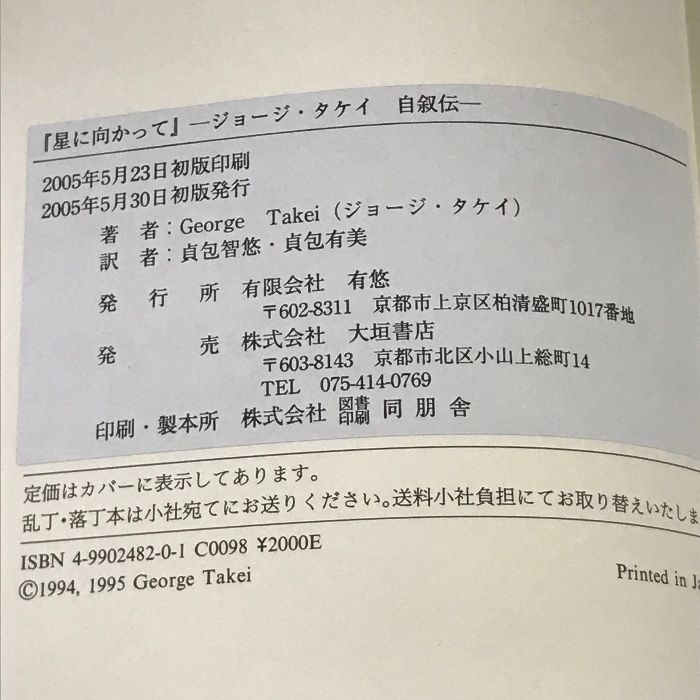 『星に向かって』―ジョージ・タケイ 自叙伝―
2005年5月23日初版印刷
2005年5月30日初版発行
著者：George Takei（ジョージ・タケイ）
訳者：貞包智悠・貞包有美
発行所 有限会社 有悠
〒602-8311 京都市上京区柏清盛町1017番地
発売 株式会社 大垣書店
〒603-8143 京都市北区小山上総町14
TEL 075-414-0769
印刷・製本所 株式会社 図書印刷 同朋舎
定価はカバーに表示してあります。
乱丁・落丁本は小社宛てにお送りください。送料小社負担にてお取り替えいたしま
ISBN 4-9902482-0-1 C0098 ¥2000E
©1994, 1995 George Takei
Printed in Ja